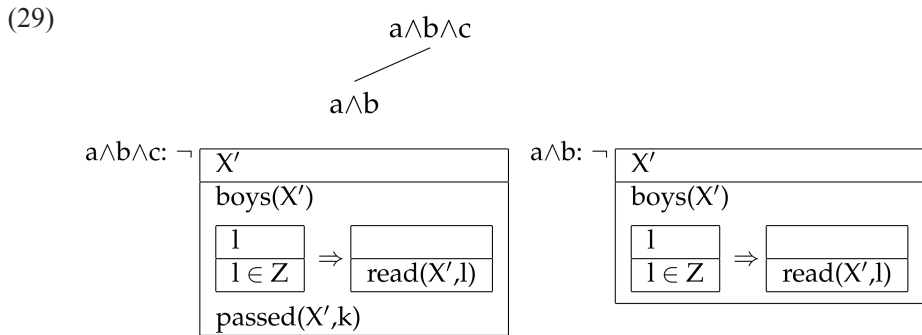 (29)
a∧b∧c
a∧b
a∧b∧c: ¬
X′
boys(X′)
l
l ∈ Z
⇒
read(X′,l)
passed(X′,k)
a∧b: ¬
X′
boys(X′)
l
l ∈ Z
⇒
read(X′,l)